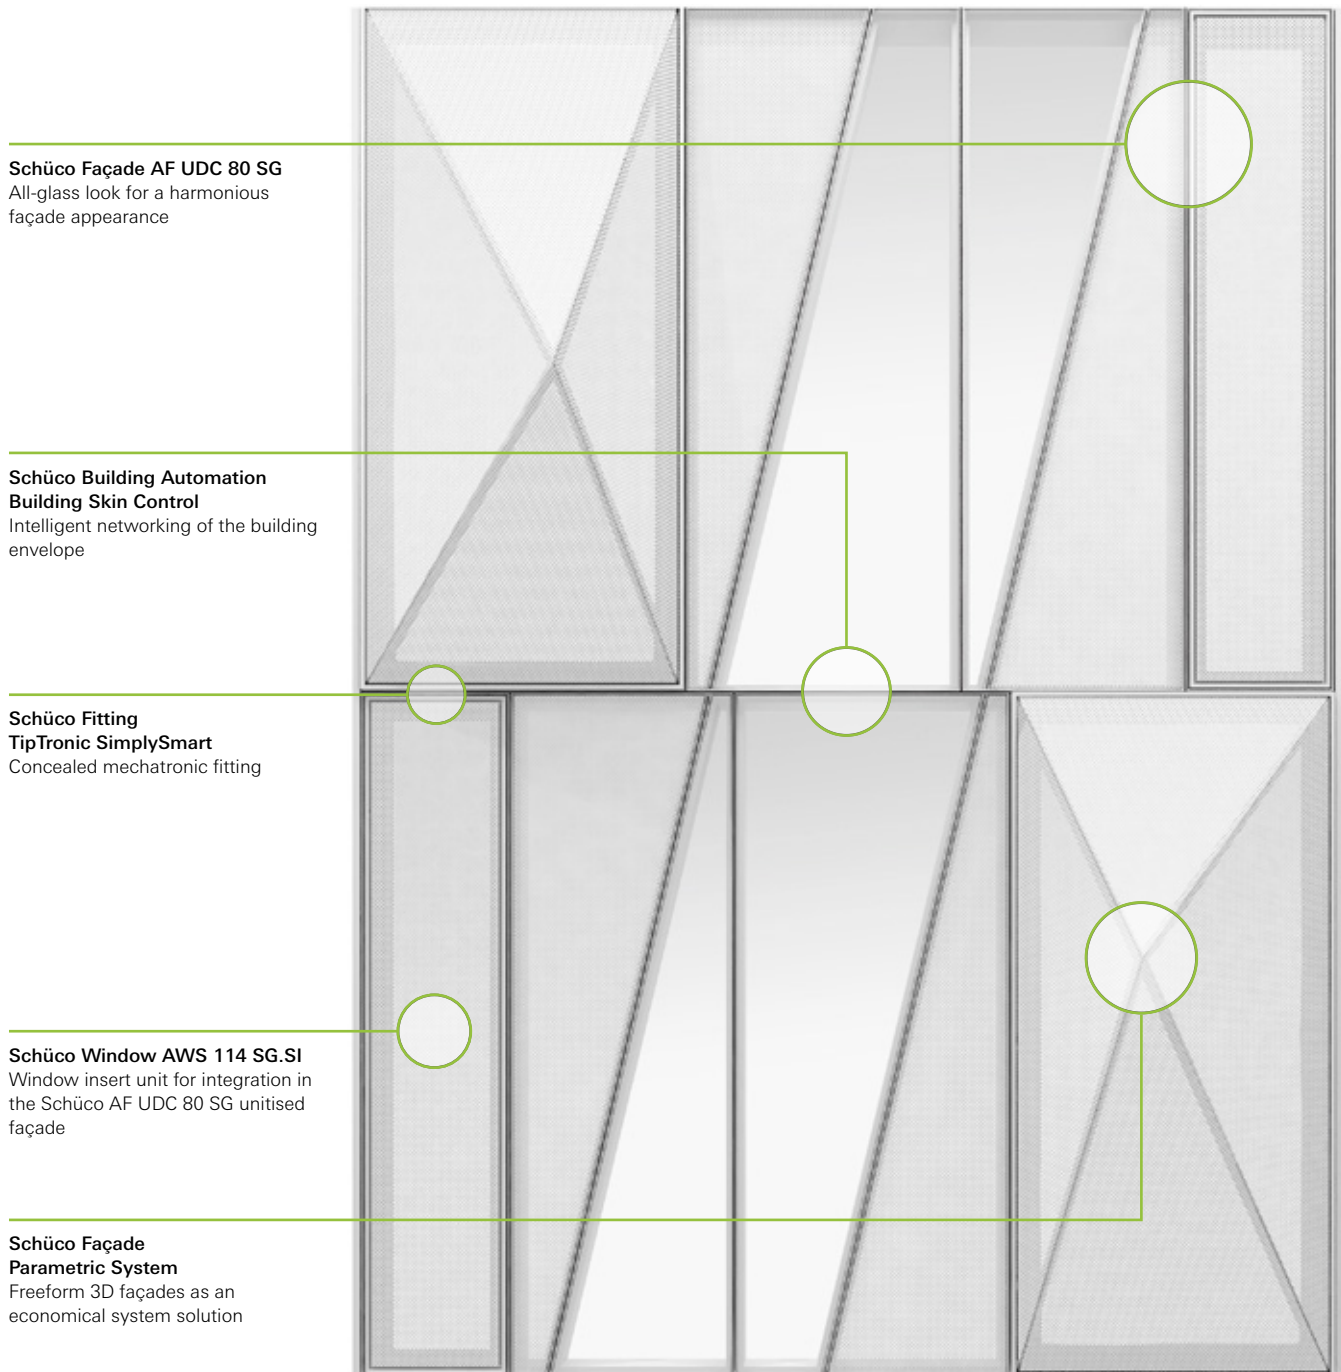 Schüco Façade AF UDC 80 SG
All-glass look for a harmonious
façade appearance
Schüco Building Automation
Building Skin Control
Intelligent networking of the building
envelope
Schüco Fitting
TipTronic SimplySmart
Concealed mechatronic fitting
Schüco Window AWS 114 SG.SI
Window insert unit for integration in
the Schüco AF UDC 80 SG unitised
façade
Schüco Façade
Parametric System
Freeform 3D façades as an
economical system solution